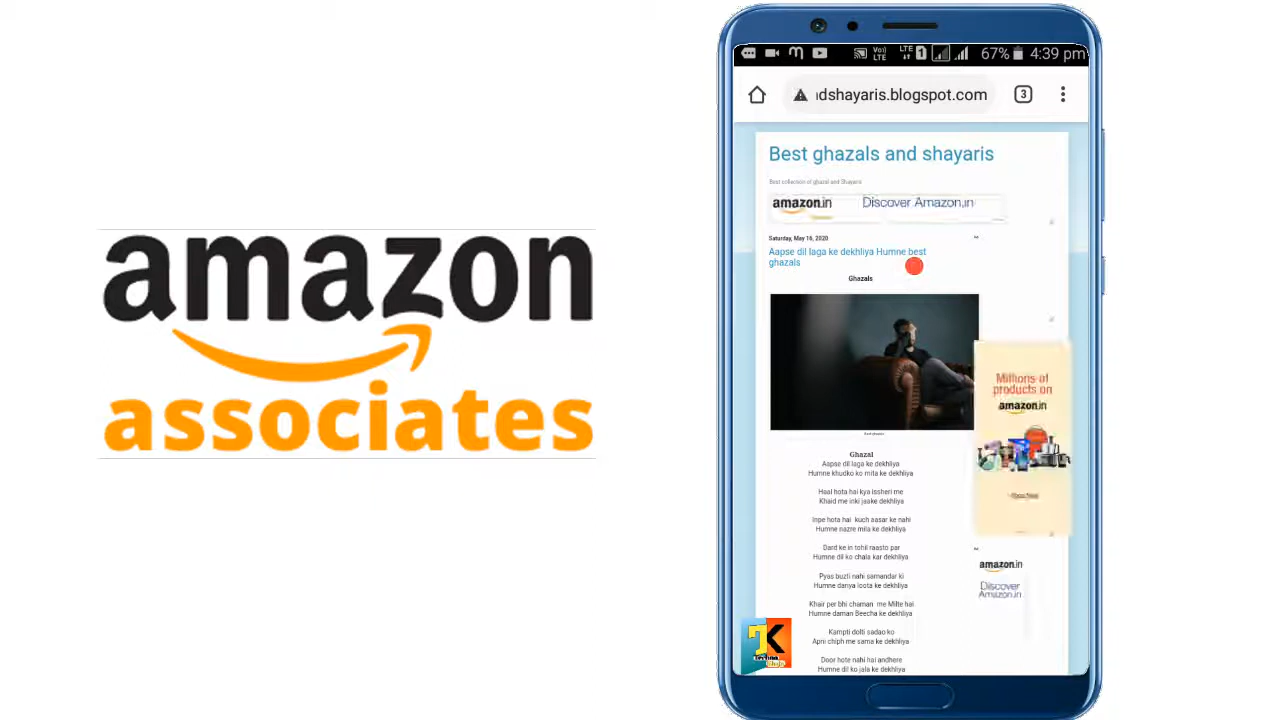 amazon
associates
VoLTE LTE 1 67% 4:39 pm
ıdshayaris.blogspot.com 3
Best ghazals and shayaris
Best collection of ghazal and Shayaris
amazon.in Discover Amazon.in
Saturday, May 16, 2020
Aapse dil laga ke dekhliya Humne best
ghazals
Ghazals
Millions of
products on
amazon.in
Ghazal
Aapse dil laga ke dekhliya
Humne khudko ko mita ke dekhliya
Haal hota hai kya issheri me
Khaid me inki jaake dekhliya
Inpe hota hai kuch aasar ke nahi
Humne nazre mila ke dekhliya
Dard ke in tohil raasto par
Humne dil ko chala kar dekhliya
amazon.in
Discover
Amazon.in
Pyas buzti nahi samandar ki
Humne danya loota ke dekhliya
Khair per bhi chaman me Milte hai
Humne daman Beecha ke dekhliya
Kampti dolti sadao ko
Apni chiph me sama ke dekhliya
Door hote nahi hai andhere
Humne dil ko jala ke dekhliya
TK